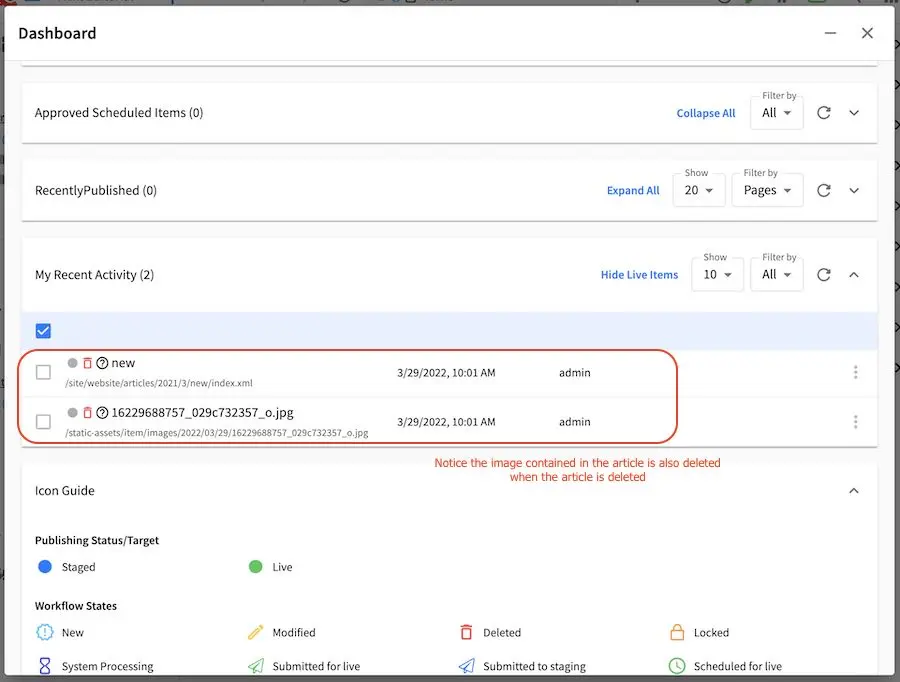 Dashboard
Approved Scheduled Items (0)
Collapse All
Filter by
All
RecentlyPublished (0)
Expand All
Show
20
Filter by
Pages
My Recent Activity (2)
Hide Live Items
Show
10
Filter by
All
new
/site/website/articles/2021/3/new/index.xml
3/29/2022, 10:01 AM
admin
16229688757_029c732357_o.jpg
/static-assets/item/images/2022/03/29/16229688757_029c732357_o.jpg
3/29/2022, 10:01 AM
admin
Notice the image contained in the article is also deleted
when the article is deleted
Icon Guide
Publishing Status/Target
Staged
Live
Workflow States
New
Modified
Deleted
Locked
System Processing
Submitted for live
Submitted to staging
Scheduled for live